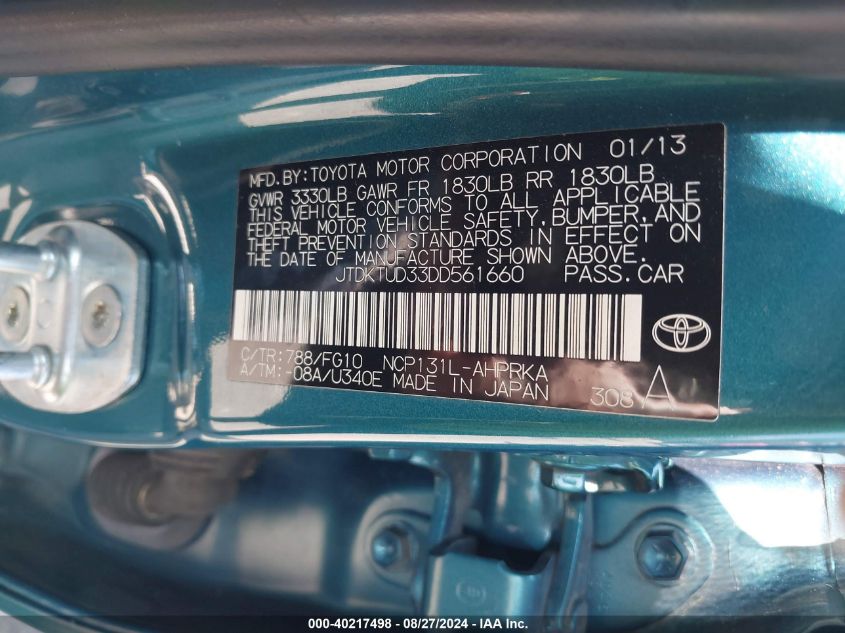 MFD.BY:TOYOTA MOTOR CORPORATION 01/13
GVWR 3330LB GAWR FR 1830LB RR 1830LB
THIS VEHICLE CONFORMS TO ALL APPLICABLE
FEDERAL MOTOR VEHICLE SAFETY, BUMPER, AND
THEFT PREVENTION STANDARDS IN EFFECT ON
THE DATE OF MANUFACTURE SHOWN ABOVE.
JTDKTUD33DD561660 PASS.CAR
C/TR:788/FG10 NCP131L-AHPRKA
A/TM:-08A/U340E MADE IN JAPAN 308 A
000-40217498 - 08/27/2024 - IAA Inc.